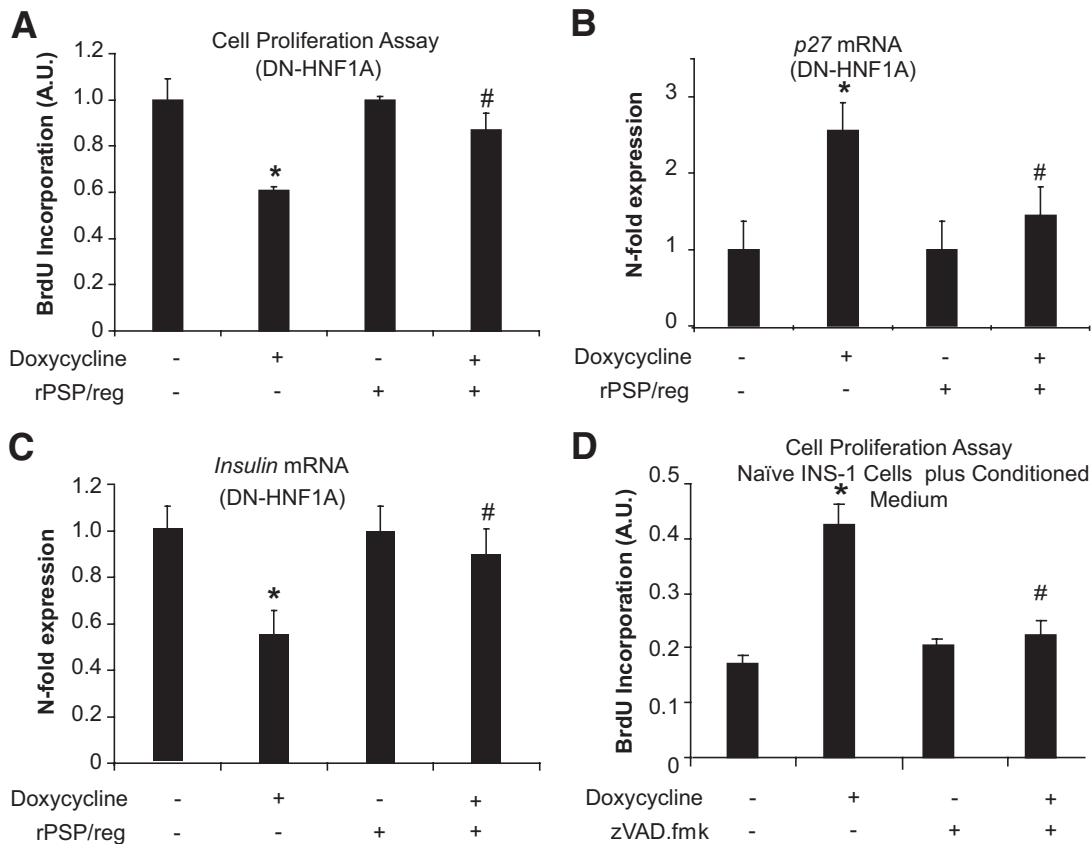 A
Cell Proliferation Assay
(DN-HNF1A)
BrdU Incorporation (A.U.)
1.2
1.0
0.8
0.6
0.4
0.2
0
*
#
Doxycycline - + - +
rPSP/reg - - + +
B
p27 mRNA
(DN-HNF1A)
N-fold expression
3
2
1
0
*
#
Doxycycline - + - +
rPSP/reg - - + +
C
Insulin mRNA
(DN-HNF1A)
N-fold expression
1.2
1.0
0.8
0.6
0.4
0.2
0
*
#
Doxycycline - + - +
rPSP/reg - - + +
D
Cell Proliferation Assay
Naïve INS-1 Cells plus Conditioned
Medium
BrdU Incorporation (A.U.)
0.5
0.4
0.3
0.2
0.1
0
*
#
Doxycycline - + - +
zVAD.fmk - - + +